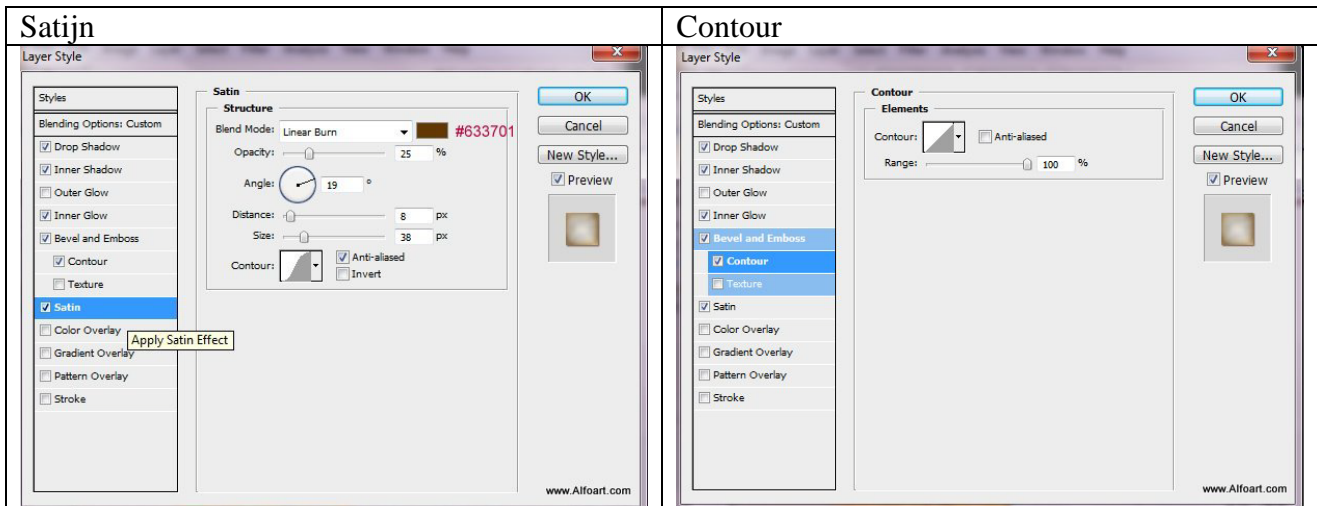 Satijn
Layer Style
Styles
Blending Options: Custom
Drop Shadow
Inner Shadow
Outer Glow
Inner Glow
Bevel and Emboss
Contour
Texture
Satin
Color Overlay
Gradient Overlay
Pattern Overlay
Stroke
Apply Satin Effect
Satin
Structure
Blend Mode: Linear Burn #633701
Opacity: 25 %
Angle: 19 °
Distance: 8 px
Size: 38 px
Contour: Anti-aliased
Invert
OK
Cancel
New Style...
Preview
www.Alfoart.com
Contour
Layer Style
Styles
Blending Options: Custom
Drop Shadow
Inner Shadow
Outer Glow
Inner Glow
Bevel and Emboss
Contour
Texture
Satin
Color Overlay
Gradient Overlay
Pattern Overlay
Stroke
Contour
Elements
Contour: Anti-aliased
Range: 100 %
OK
Cancel
New Style...
Preview
www.Alfoart.com